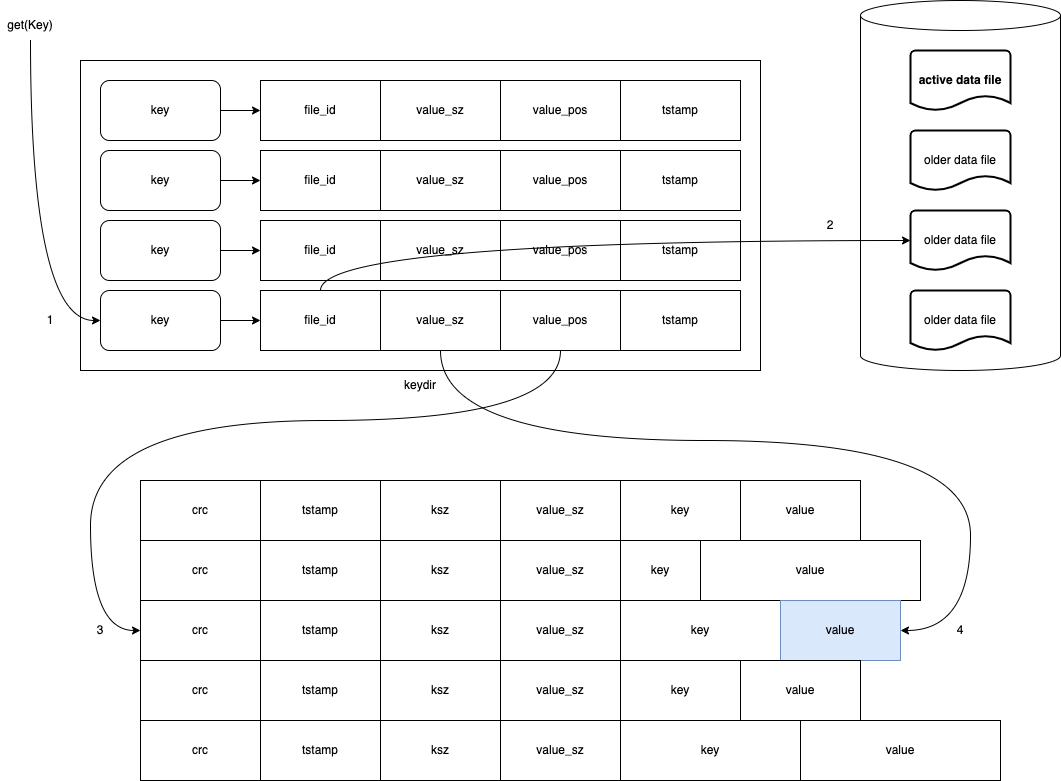 get(Key)
active data file
key file_id value_sz value_pos tstamp
older data file
key file_id value_sz value_pos tstamp
2
key file_id value_sz value_pos tstamp
older data file
1 key file_id value_sz value_pos tstamp
older data file
keydir
crc tstamp ksz value_sz key value
crc tstamp ksz value_sz key value
3 crc tstamp ksz value_sz key value 4
crc tstamp ksz value_sz key value
crc tstamp ksz value_sz key value